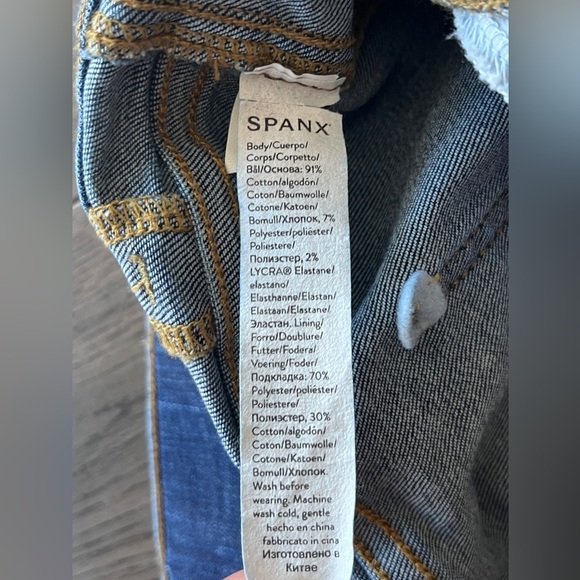 SPANX
Body/Cuerpo/
Corps/Corpetto/
Bål/Основа: 91%
Cotton/algodón/
Coton/Baumwolle/
Cotone/Katoen/
Bomull/Хлопок, 7%
Polyester/poliéster/
Poliestere/
Полиэстер, 2%
LYCRA® Elastane/
elastano/
Elasthanne/Elastan/
Elastaan/Elastane/
Эластан. Lining/
Forro/Doublure/
Futter/Fodera/
Voering/Foder/
Подкладка: 70%
Polyester/poliéster/
Poliestere/
Полиэстер, 30%
Cotton/algodón/
Coton/Baumwolle/
Cotone/Katoen/
Bomull/Хлопок.
Wash before
wearing. Machine
wash cold, gentle
hecho en china
fabbricato in cina
Изготовлено в
Китае